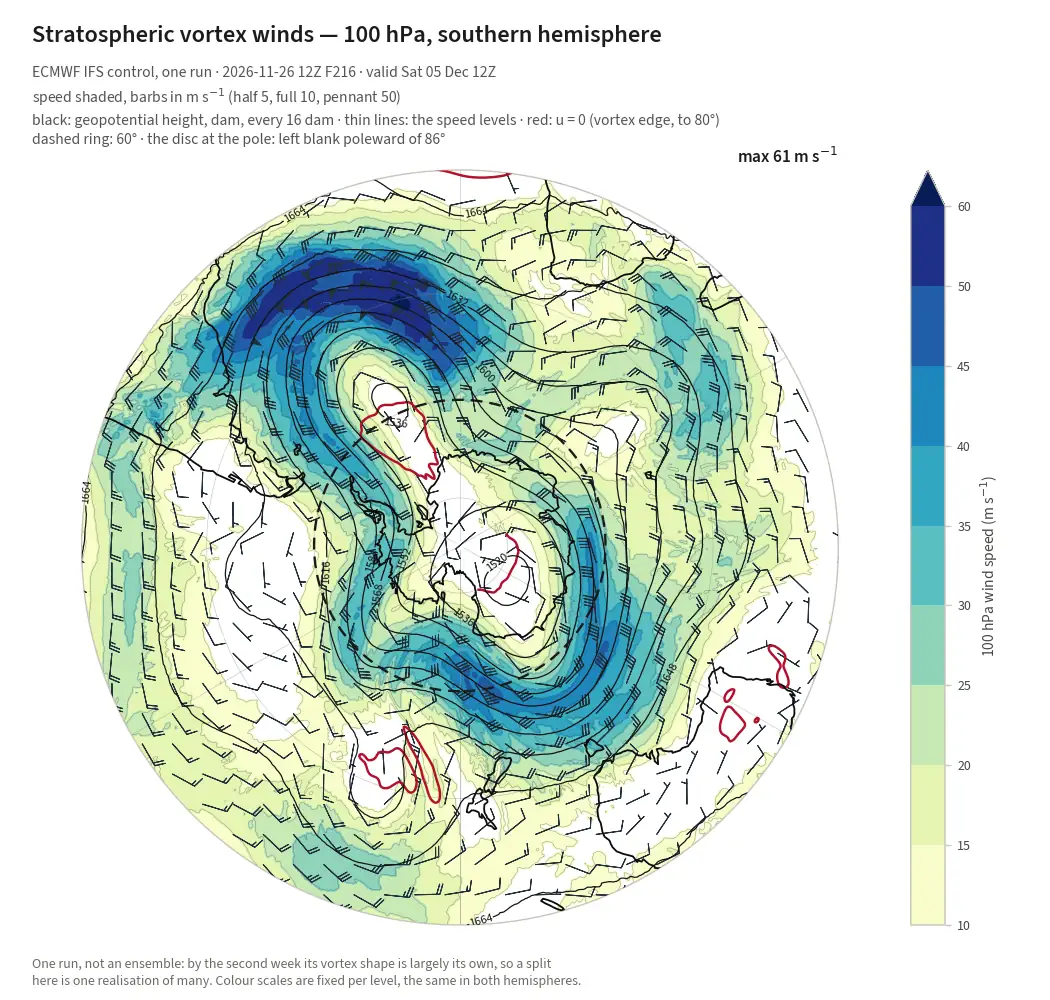 Stratospheric vortex winds — 100 hPa, southern hemisphere
ECMWF IFS control, one run · 2026-11-26 12Z F216 · valid Sat 05 Dec 12Z
speed shaded, barbs in m s⁻¹ (half 5, full 10, pennant 50)
black: geopotential height, dam, every 16 dam · thin lines: the speed levels · red: u = 0 (vortex edge, to 80°)
dashed ring: 60° · the disc at the pole: left blank poleward of 86°
max 61 m s⁻¹
1664
1664
1632
1600
1536
1664
1520
1616
1568
1536
1648
1664
60
50
45
40
35
30
25
20
15
10
100 hPa wind speed (m s⁻¹)
One run, not an ensemble: by the second week its vortex shape is largely its own, so a split
here is one realisation of many. Colour scales are fixed per level, the same in both hemispheres.